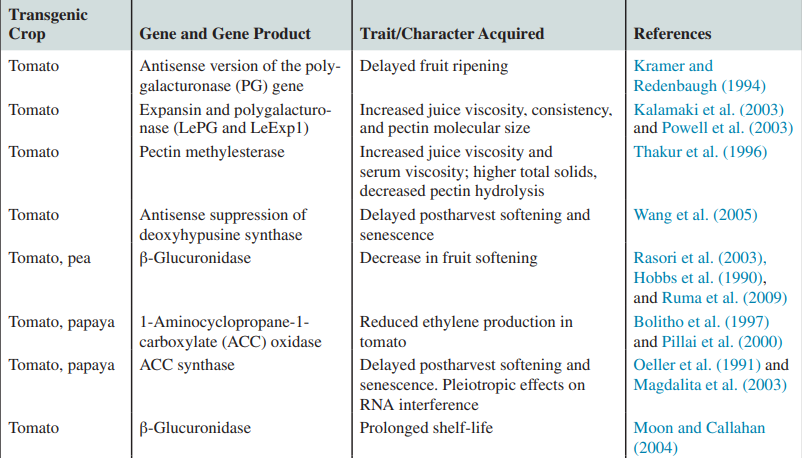 Transgenic
Crop Gene and Gene Product Trait/Character Acquired References
Tomato Antisense version of the poly- Delayed fruit ripening Kramer and
galacturonase (PG) gene Redenbaugh (1994)
Tomato Expansin and polygalacturo- Increased juice viscosity, consistency, Kalamaki et al. (2003)
nase (LePG and LeExp1) and pectin molecular size and Powell et al. (2003)
Tomato Pectin methylesterase Increased juice viscosity and Thakur et al. (1996)
serum viscosity; higher total solids,
decreased pectin hydrolysis
Tomato Antisense suppression of Delayed postharvest softening and Wang et al. (2005)
deoxyhypusine synthase senescence
Tomato, pea β-Glucuronidase Decrease in fruit softening Rasori et al. (2003),
Hobbs et al. (1990),
and Ruma et al. (2009)
Tomato, papaya 1-Aminocyclopropane-1- Reduced ethylene production in Bolitho et al. (1997)
carboxylate (ACC) oxidase tomato and Pillai et al. (2000)
Tomato, papaya ACC synthase Delayed postharvest softening and Oeller et al. (1991) and
senescence. Pleiotropic effects on Magdalita et al. (2003)
RNA interference
Tomato β-Glucuronidase Prolonged shelf-life Moon and Callahan
(2004)